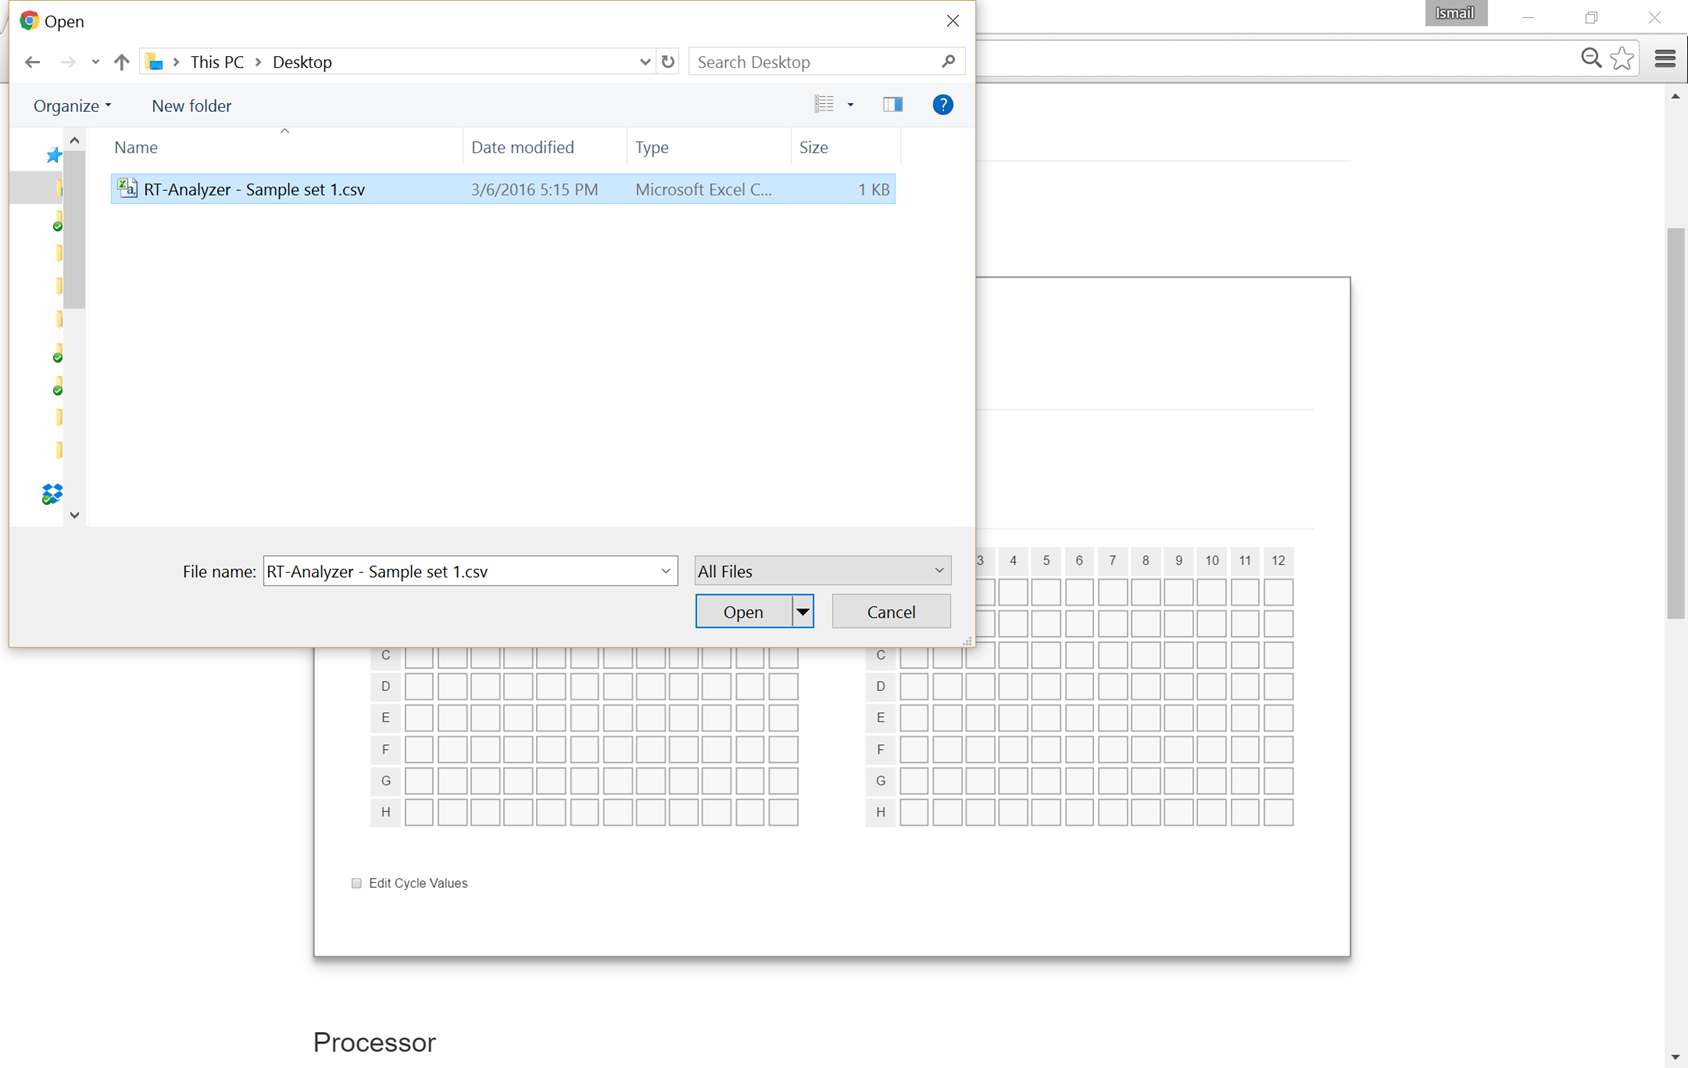 Open
Ismail
This PC
Desktop
Search Desktop
Organize
New folder
?
Name
Date modified
Type
Size
RT-Analyzer - Sample set 1.csv
3/6/2016 5:15 PM
Microsoft Excel C...
1 KB
File name:
RT-Analyzer - Sample set 1.csv
All Files
Open
Cancel
3 4 5 6 7 8 9 10 11 12
C
D
E
F
G
H
C
D
E
F
G
H
Edit Cycle Values
Processor